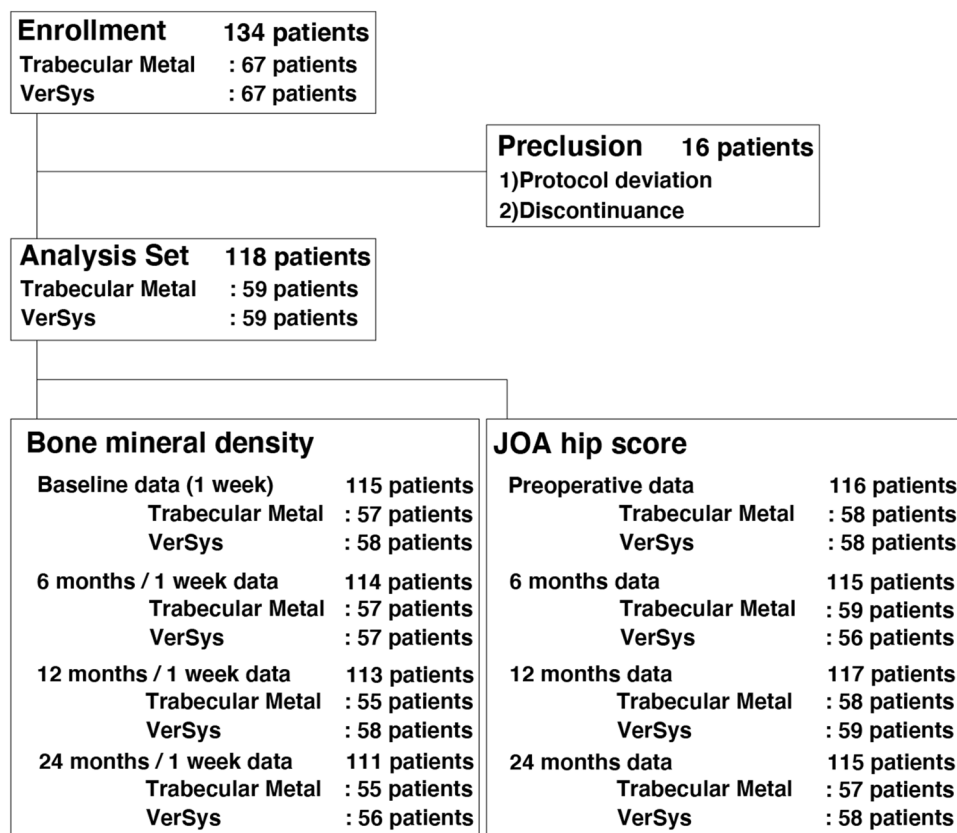 Enrollment 134 patients
Trabecular Metal : 67 patients
VerSys : 67 patients
Preclusion 16 patients
1)Protocol deviation
2)Discontinuance
Analysis Set 118 patients
Trabecular Metal : 59 patients
VerSys : 59 patients
Bone mineral density
Baseline data (1 week) 115 patients
Trabecular Metal : 57 patients
VerSys : 58 patients
6 months / 1 week data 114 patients
Trabecular Metal : 57 patients
VerSys : 57 patients
12 months / 1 week data 113 patients
Trabecular Metal : 55 patients
VerSys : 58 patients
24 months / 1 week data 111 patients
Trabecular Metal : 55 patients
VerSys : 56 patients
JOA hip score
Preoperative data 116 patients
Trabecular Metal : 58 patients
VerSys : 58 patients
6 months data 115 patients
Trabecular Metal : 59 patients
VerSys : 56 patients
12 months data 117 patients
Trabecular Metal : 58 patients
VerSys : 59 patients
24 months data 115 patients
Trabecular Metal : 57 patients
VerSys : 58 patients